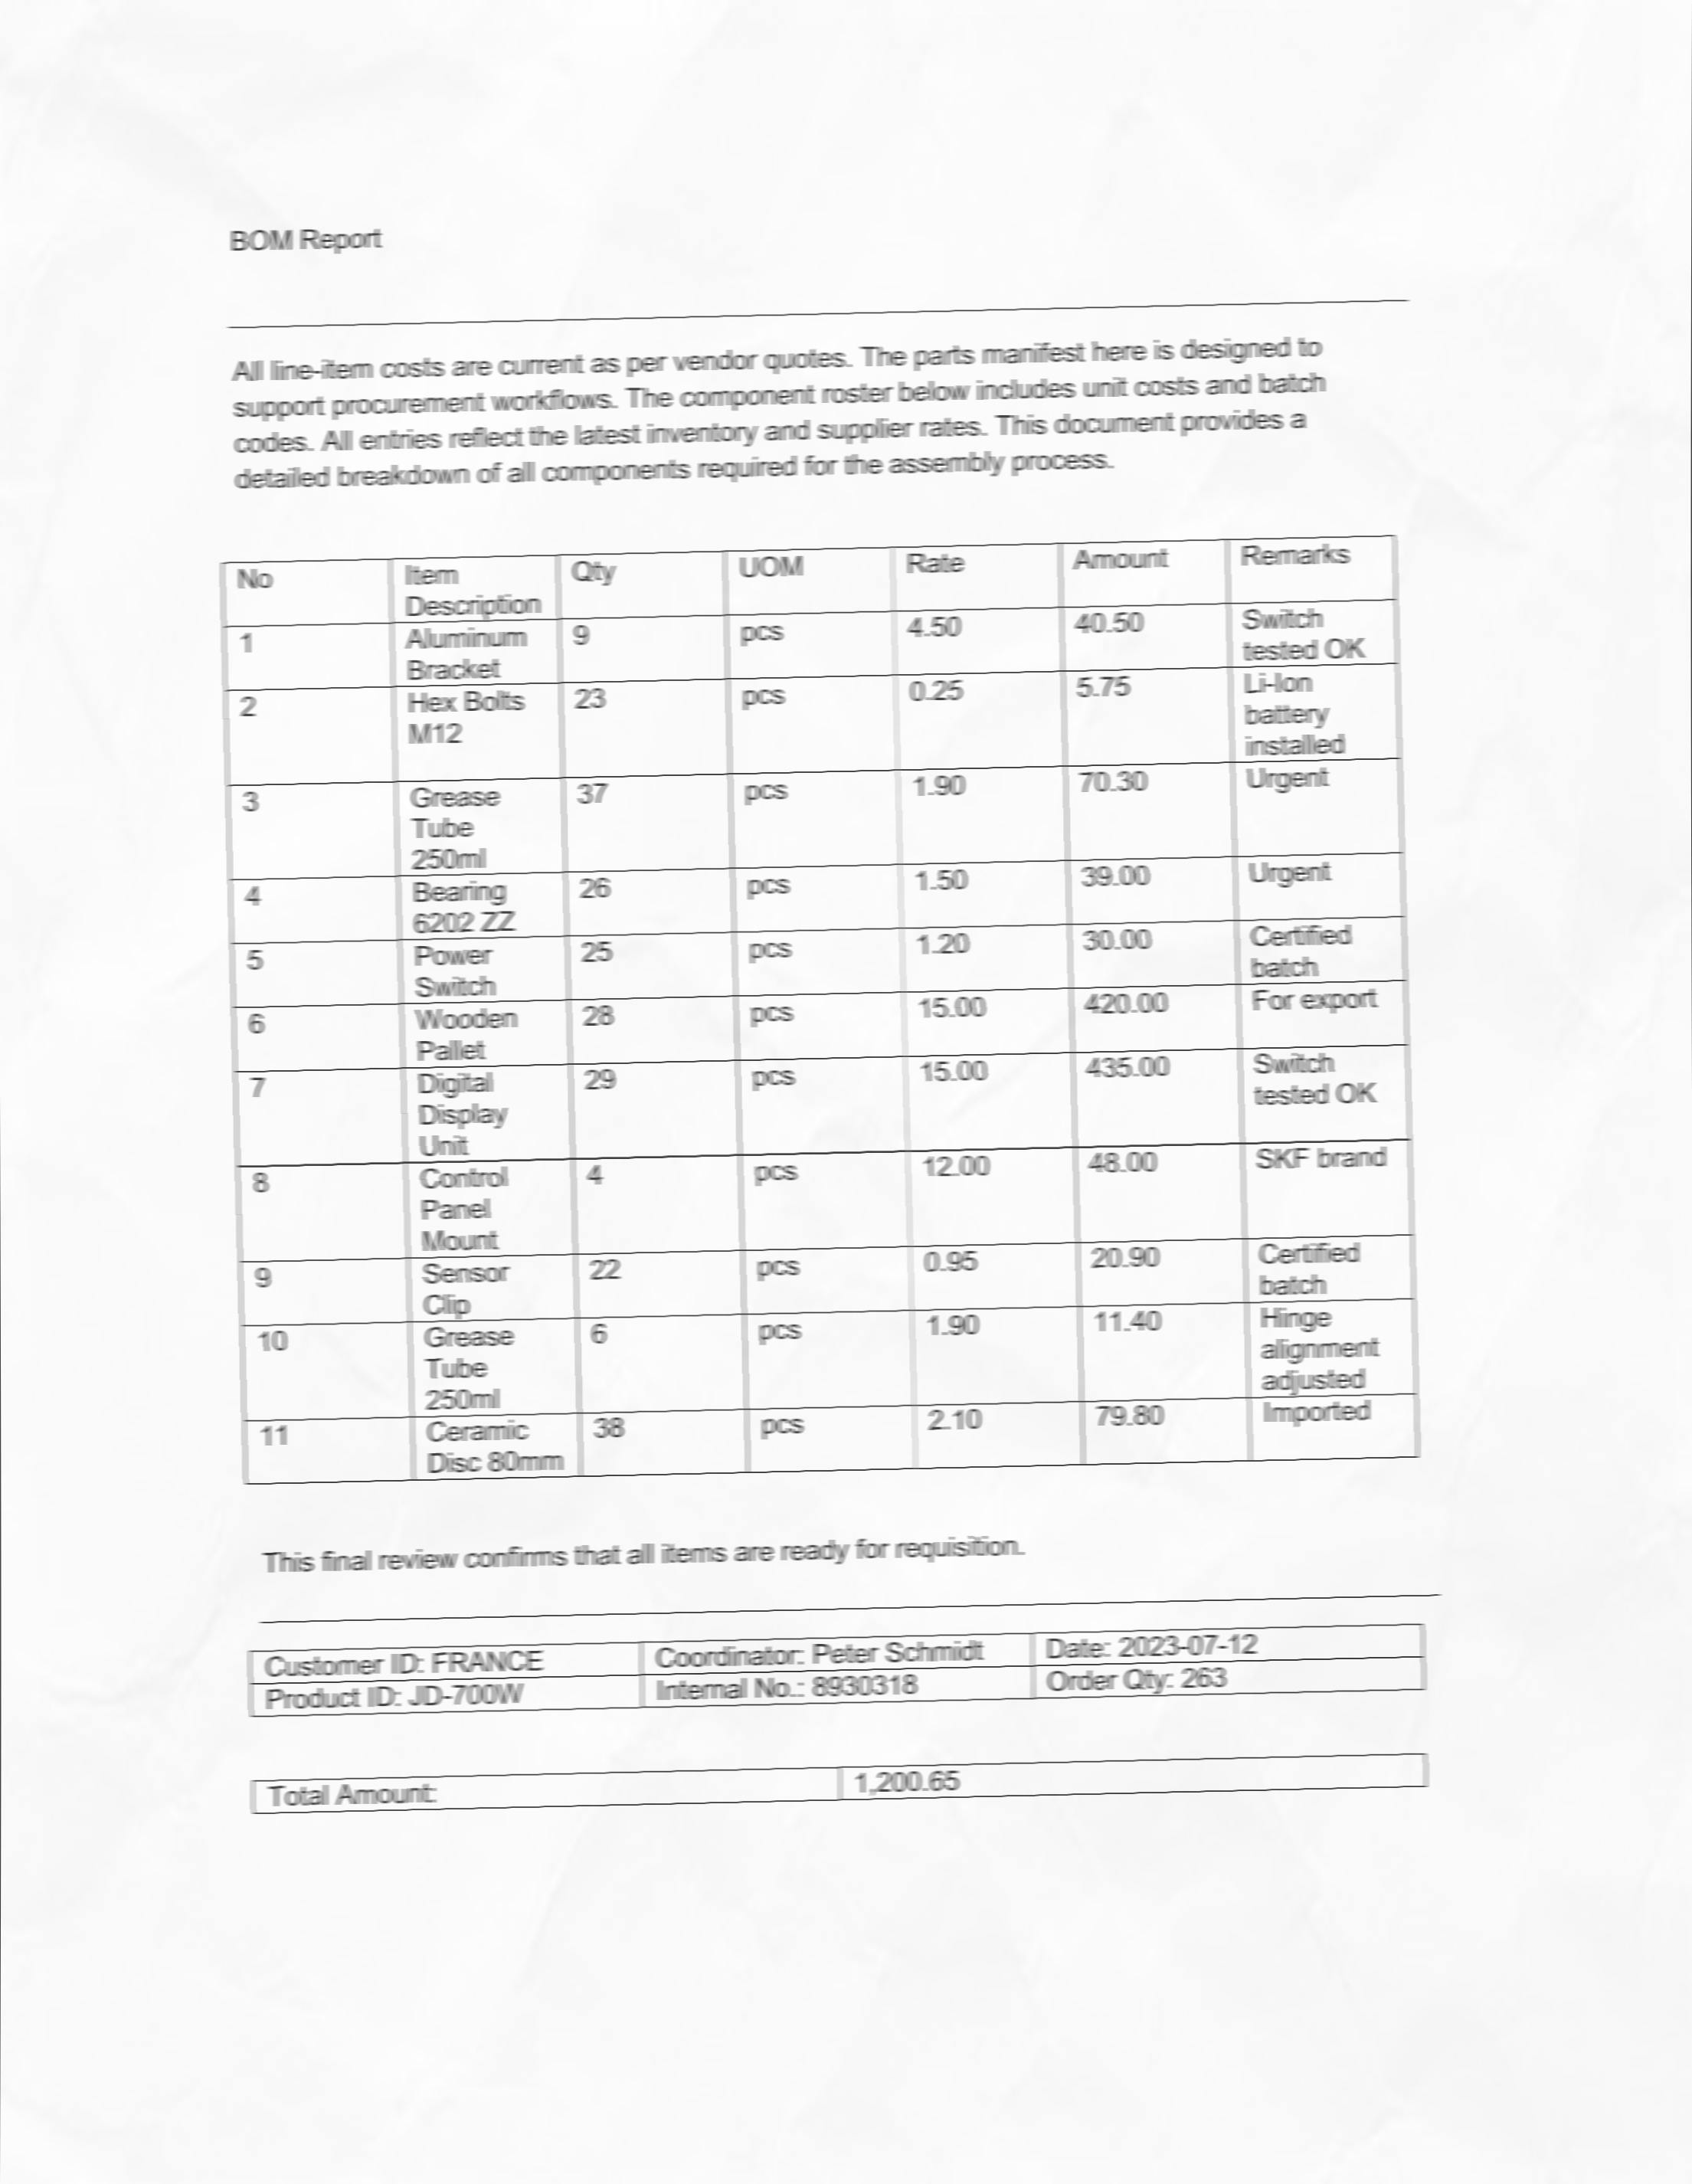 BOM Report
All line-item costs are current as per vendor quotes. The parts manifest here is designed to
support procurement workflows. The component roster below includes unit costs and batch
codes. All entries reflect the latest inventory and supplier rates. This document provides a
detailed breakdown of all components required for the assembly process.
No Item Description Qty UOM Rate Amount Remarks
1 Aluminum Bracket 9 pcs 4.50 40.50 Switch tested OK
2 Hex Bolts M12 23 pcs 0.25 5.75 Li-Ion battery installed
3 Grease Tube 250ml 37 pcs 1.90 70.30 Urgent
4 Bearing 6202 ZZ 26 pcs 1.50 39.00 Urgent
5 Power Switch 25 pcs 1.20 30.00 Certified batch
6 Wooden Pallet 28 pcs 15.00 420.00 For export
7 Digital Display Unit 29 pcs 15.00 435.00 Switch tested OK
8 Control Panel Mount 4 pcs 12.00 48.00 SKF brand
9 Sensor Clip 22 pcs 0.95 20.90 Certified batch
10 Grease Tube 250ml 6 pcs 1.90 11.40 Hinge alignment adjusted
11 Ceramic Disc 80mm 38 pcs 2.10 79.80 Imported
This final review confirms that all items are ready for requisition.
Customer ID: FRANCE Coordinator: Peter Schmidt Date: 2023-07-12
Product ID: JD-700W Internal No.: 8930318 Order Qty: 263
Total Amount: 1,200.65